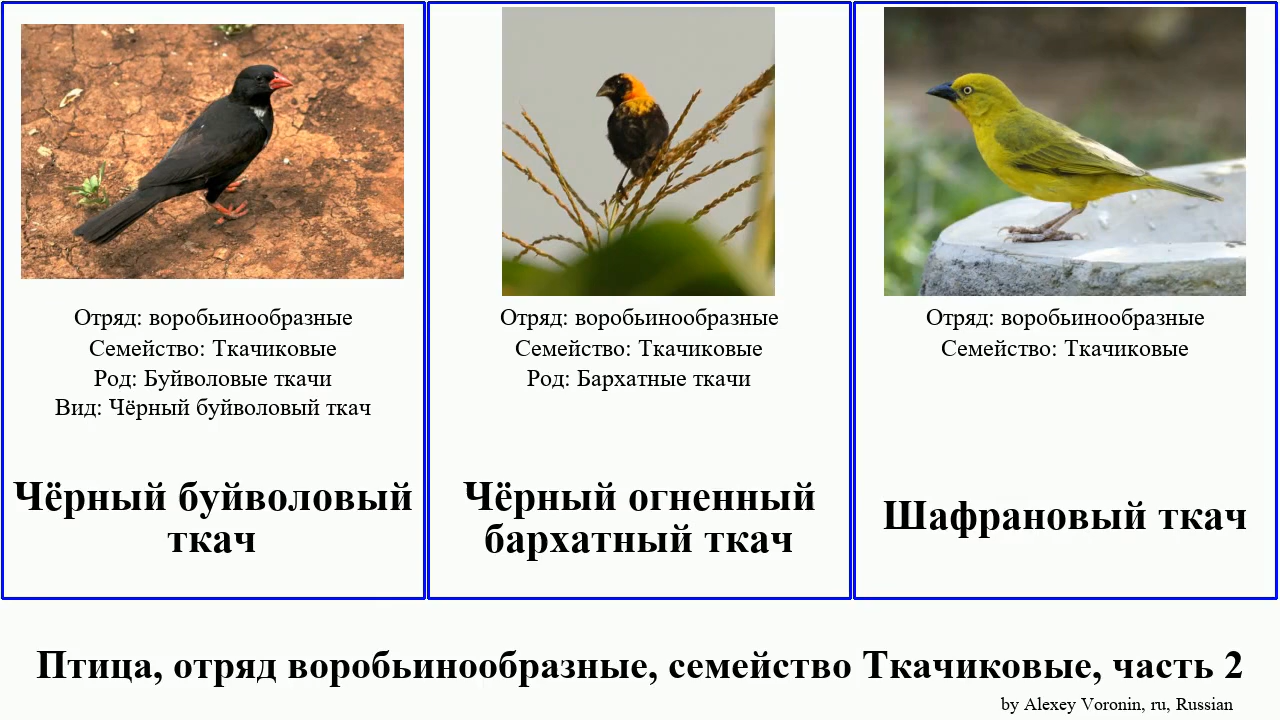 Отряд: воробьинообразные
Семейство: Ткачиковые
Род: Буйволовые ткачи
Вид: Чёрный буйволовый ткач
Чёрный буйволовый
ткач
Отряд: воробьинообразные
Семейство: Ткачиковые
Род: Бархатные ткачи
Чёрный огненный
бархатный ткач
Отряд: воробьинообразные
Семейство: Ткачиковые
Шафрановый ткач
Птица, отряд воробьинообразные, семейство Ткачиковые, часть 2
by Alexey Voronin, ru, Russian